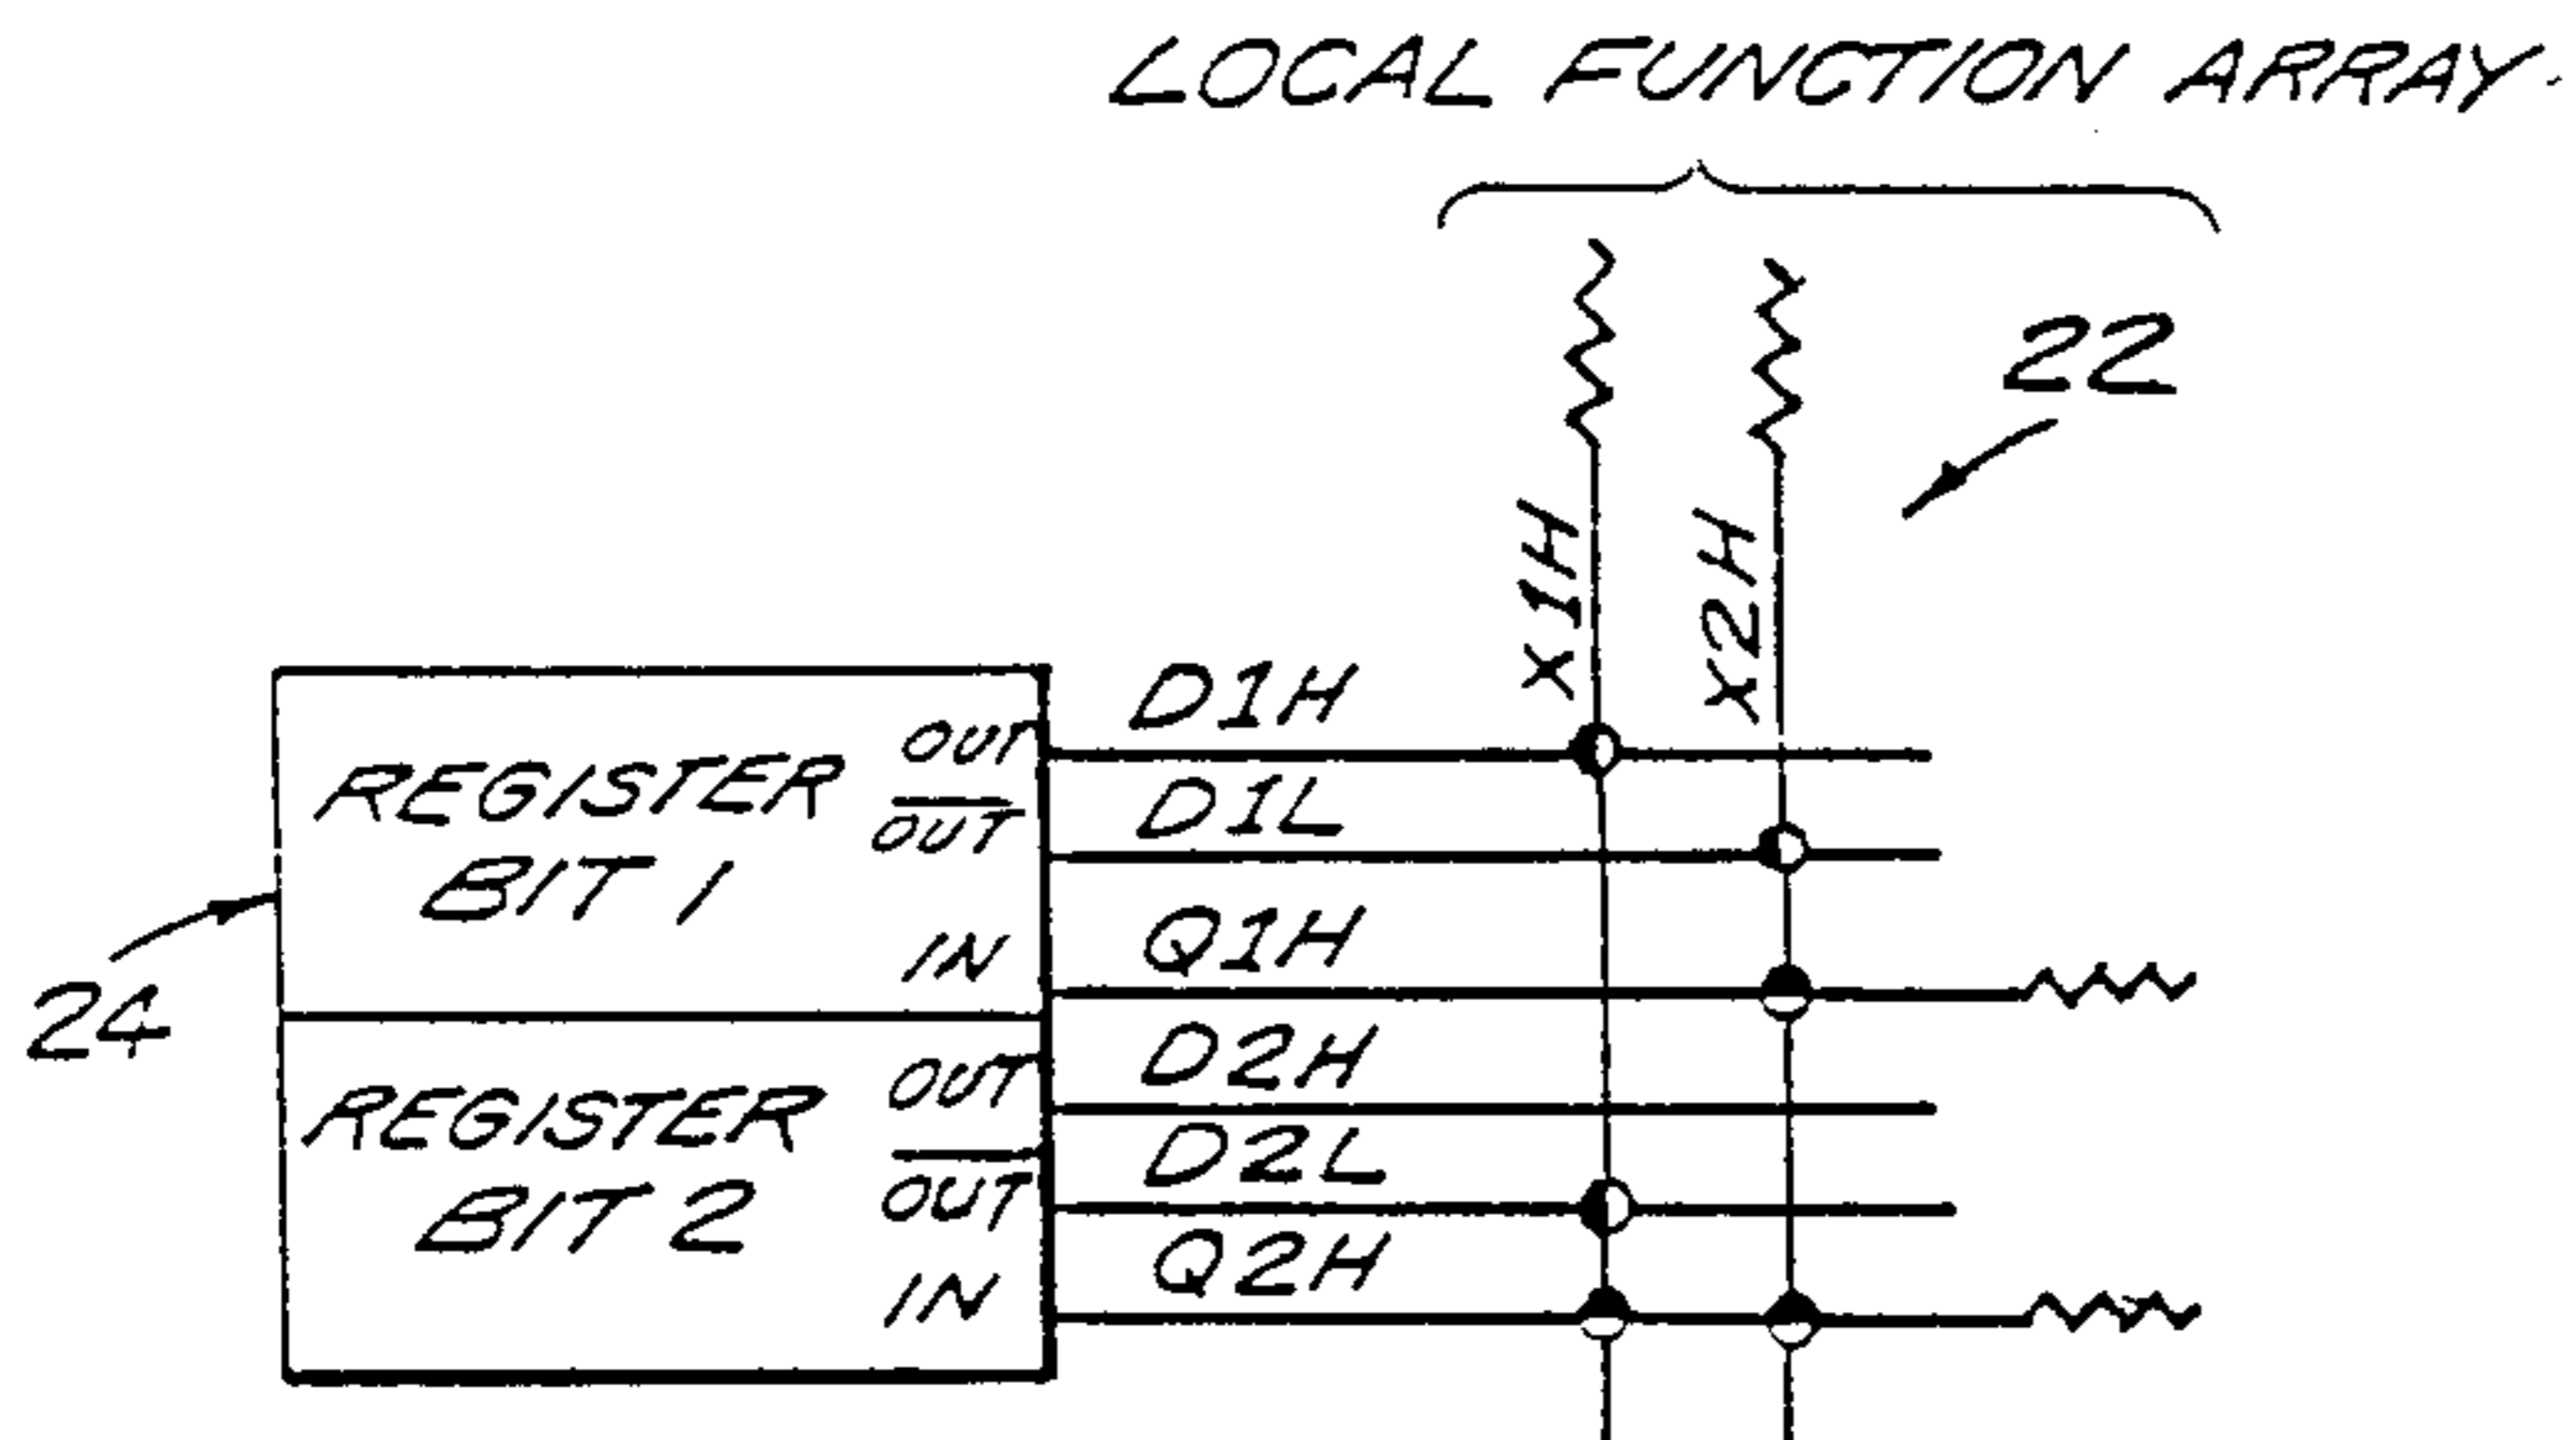 LOCAL FUNCTION ARRAY
22
X1H
X2H
REGISTER
BIT 1
OUT
OUT
IN
D1H
D1L
Q1H
24
REGISTER
BIT 2
OUT
OUT
IN
D2H
D2L
Q2H